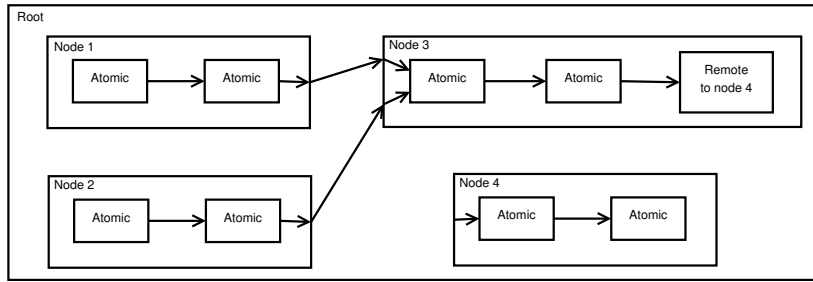 Root
Node 1
Atomic
Atomic
Node 3
Atomic
Atomic
Remote
to node 4
Node 2
Atomic
Atomic
Node 4
Atomic
Atomic